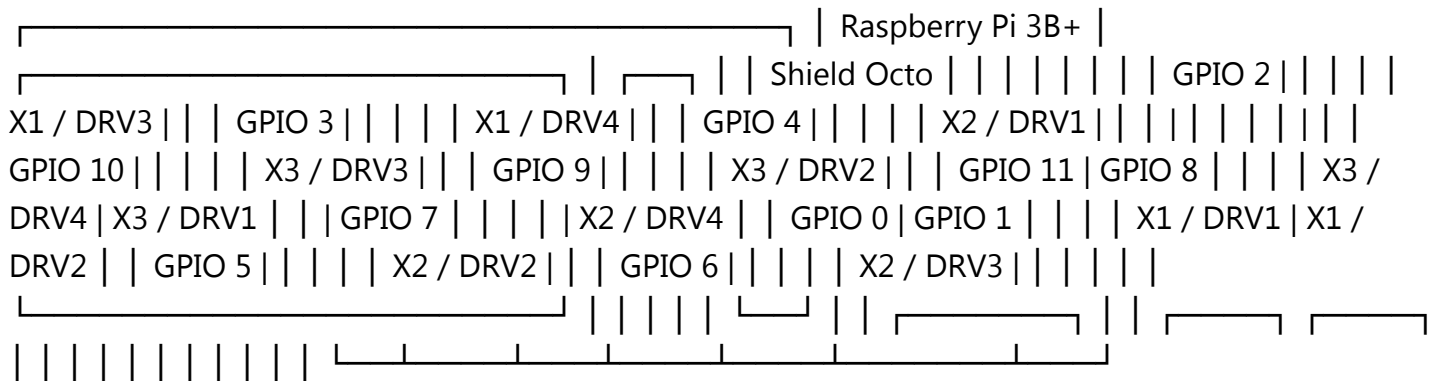 ┌──────────────────────────────────┐ │ Raspberry Pi 3B+ │
┌────────────────────────┐ │ ┌──┐ │ │ Shield Octo │ │ │ │ │ │ │ │ GPIO 2 | │ │ │ │
X1 / DRV3 | │ │ GPIO 3 | │ │ │ │ X1 / DRV4 | │ │ GPIO 4 | │ │ │ │ X2 / DRV1 | │ │ | │ │ │ │ | │ │
GPIO 10 | │ │ │ │ X3 / DRV3 | │ │ GPIO 9 | │ │ │ │ X3 / DRV2 | │ │ GPIO 11 | GPIO 8 │ │ │ │ X3 /
DRV4 | X3 / DRV1 │ │ | GPIO 7 │ │ │ │ | X2 / DRV4 │ │ GPIO 0 | GPIO 1 │ │ │ │ X1 / DRV1 | X1 /
DRV2 │ │ GPIO 5 | │ │ │ │ X2 / DRV2 | │ │ GPIO 6 | │ │ │ │ X2 / DRV3 | │ │ │ │ │
└────────────────────────┘ │ │ │ │ │ └──┘ │ │ ┌───────┐ │ │ ┌────┐ ┌────┐
│ │ │ │ │ │ │ │ │ │ │ └──┴────┴───┴────┴────┴───────┴───┘